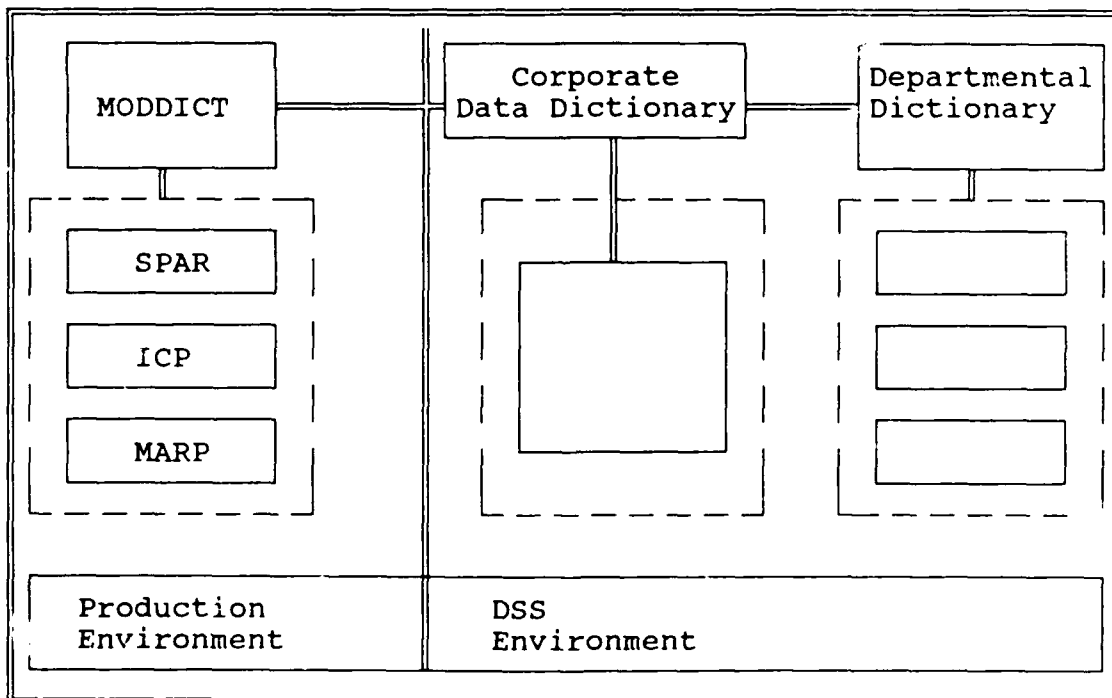 MODDICT
Corporate
Data Dictionary
Departmental
Dictionary
SPAR
ICP
MARP
Production
Environment
DSS
Environment